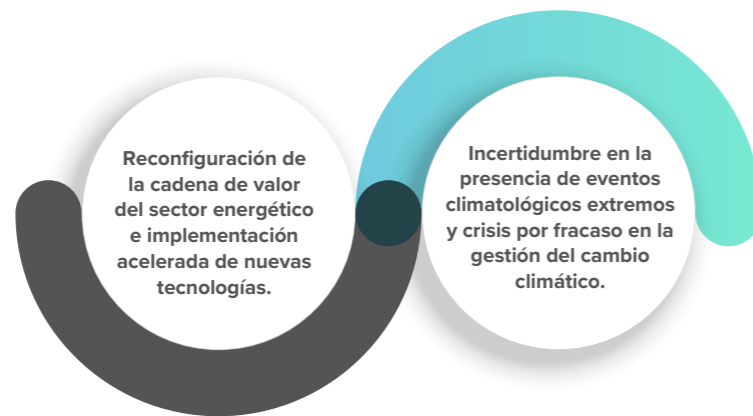 Reconfiguración de
la cadena de valor
del sector energético
e implementación
acelerada de nuevas
tecnologías.
Incertidumbre en la
presencia de eventos
climatológicos extremos
y crisis por fracaso en la
gestión del cambio
climático.